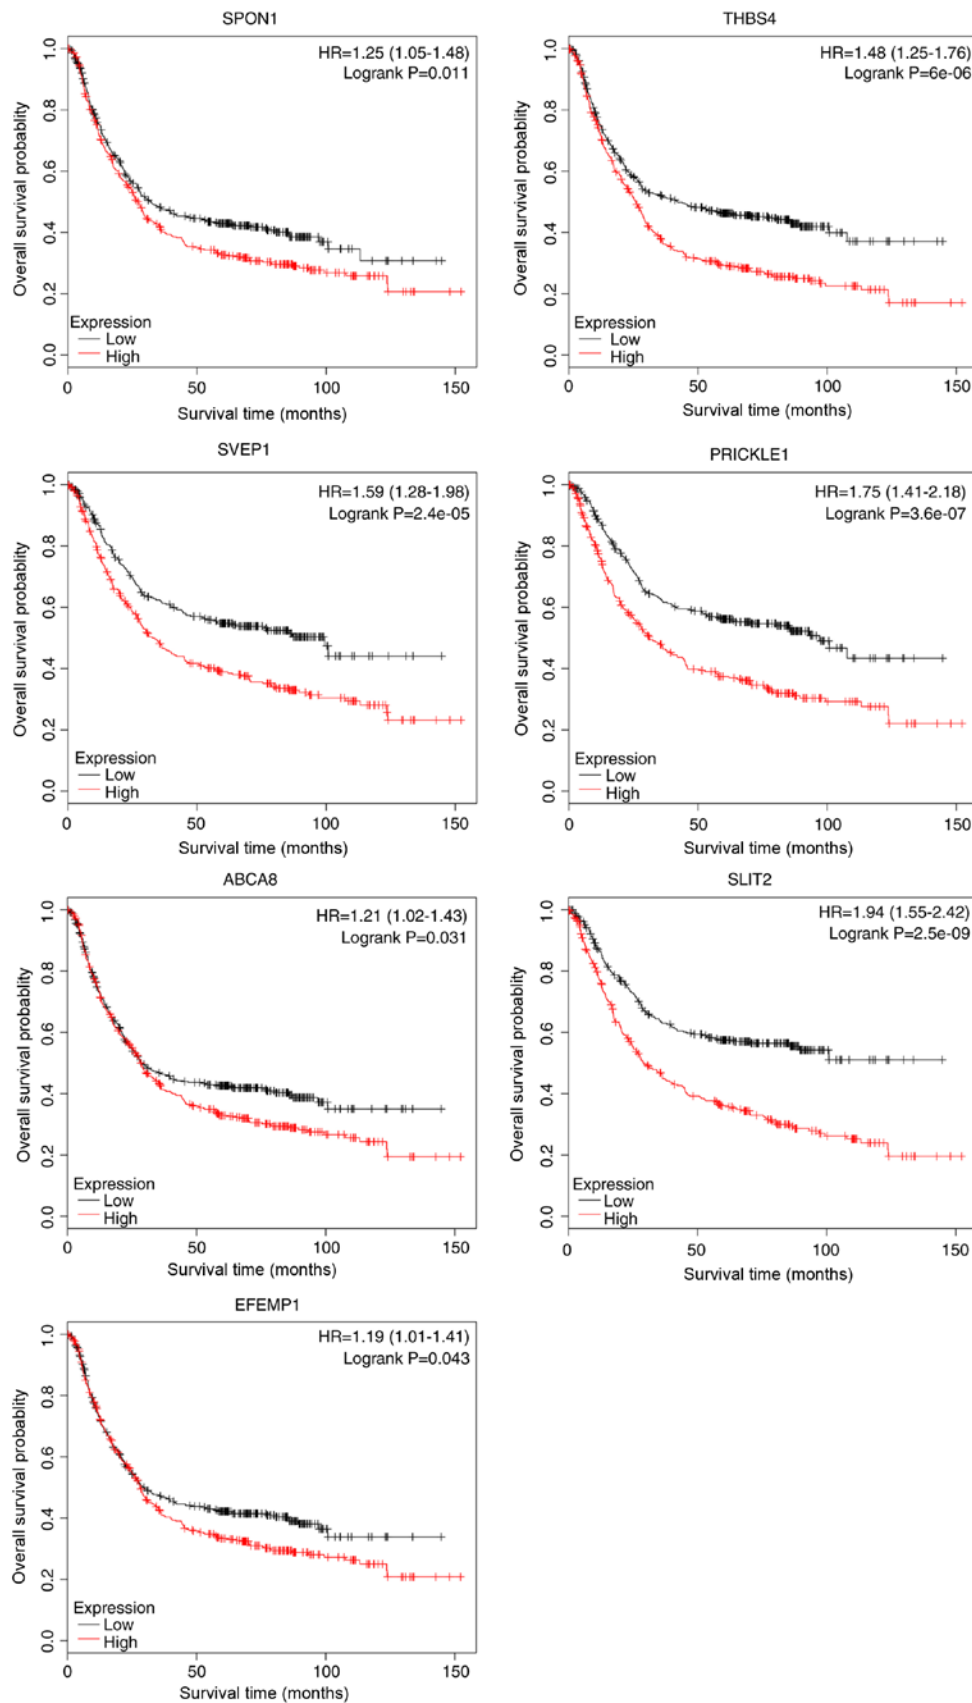 SPON1
HR=1.25 (1.05-1.48)
Logrank P=0.011
Overall survival probablity
1.0
0.8
0.6
0.4
0.2
0.0
Expression
Low
High
0 50 100 150
Survival time (months)
THBS4
HR=1.48 (1.25-1.76)
Logrank P=6e-06
Overall survival probablity
1.0
0.8
0.6
0.4
0.2
0.0
Expression
Low
High
0 50 100 150
Survival time (months)
SVEP1
HR=1.59 (1.28-1.98)
Logrank P=2.4e-05
Overall survival probablity
1.0
0.8
0.6
0.4
0.2
0.0
Expression
Low
High
0 50 100 150
Survival time (months)
PRICKLE1
HR=1.75 (1.41-2.18)
Logrank P=3.6e-07
Overall survival probablity
1.0
0.8
0.6
0.4
0.2
0.0
Expression
Low
High
0 50 100 150
Survival time (months)
ABCA8
HR=1.21 (1.02-1.43)
Logrank P=0.031
Overall survival probablity
1.0
0.8
0.6
0.4
0.2
0.0
Expression
Low
High
0 50 100 150
Survival time (months)
SLIT2
HR=1.94 (1.55-2.42)
Logrank P=2.5e-09
Overall survival probablity
1.0
0.8
0.6
0.4
0.2
0.0
Expression
Low
High
0 50 100 150
Survival time (months)
EFEMP1
HR=1.19 (1.01-1.41)
Logrank P=0.043
Overall survival probablity
1.0
0.8
0.6
0.4
0.2
0.0
Expression
Low
High
0 50 100 150
Survival time (months)